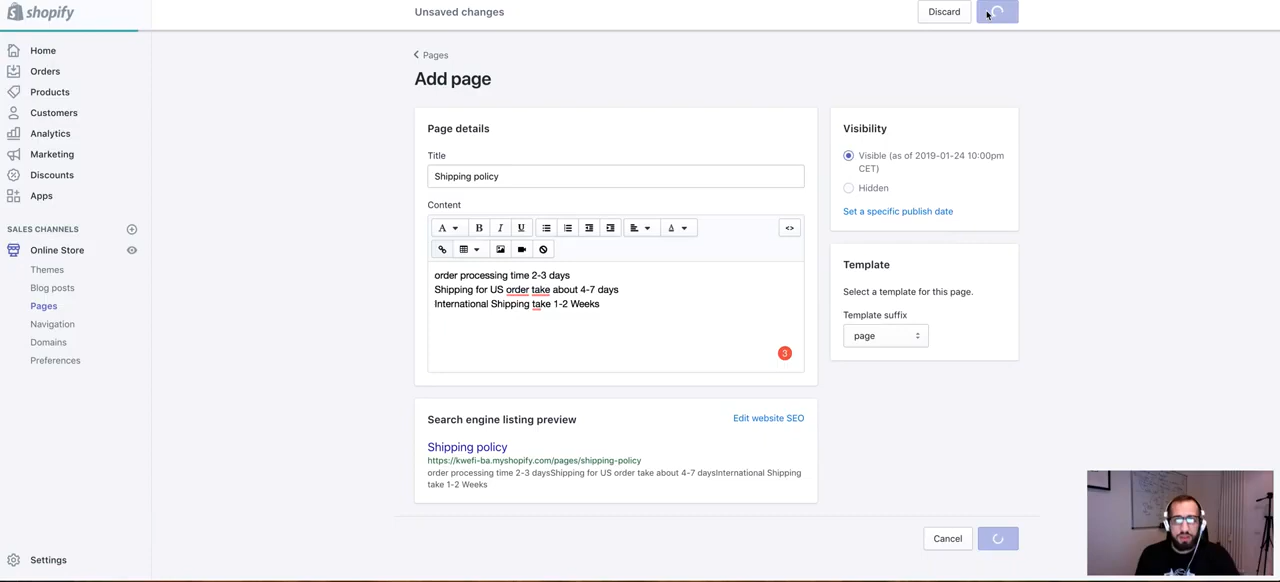 shopify
Unsaved changes
Discard
Home
Orders
Products
Customers
Analytics
Marketing
Discounts
Apps
SALES CHANNELS
Online Store
Themes
Blog posts
Pages
Navigation
Domains
Preferences
Settings
Pages
Add page
Page details
Title
Shipping policy
Content
A
B
I
U
A
<>
order processing time 2-3 days
Shipping for US order take about 4-7 days
International Shipping take 1-2 Weeks
3
Search engine listing preview
Edit website SEO
Shipping policy
https://kwefi-ba.myshopify.com/pages/shipping-policy
order processing time 2-3 daysShipping for US order take about 4-7 daysInternational Shipping
take 1-2 Weeks
Visibility
Visible (as of 2019-01-24 10:00pm
CET)
Hidden
Set a specific publish date
Template
Select a template for this page.
Template suffix
page
Cancel